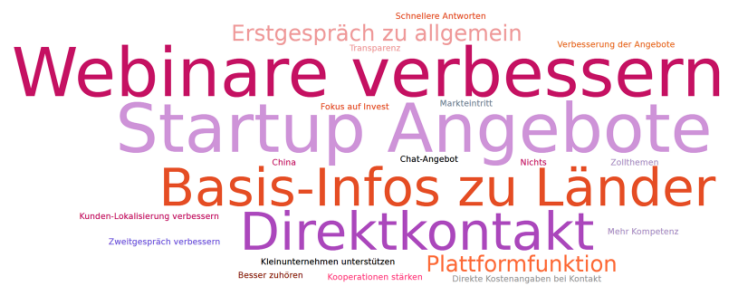 Schnellere Antworten
Erstgespräch zu allgemein
Transparenz
Verbesserung der Angebote
Webinare verbessern
Fokus auf Invest
Markteintritt
Startup Angebote
China
Chat-Angebot
Nichts
Zollthemen
Basis-Infos zu Länder
Kunden-Lokalisierung verbessern
Direktkontakt
Mehr Kompetenz
Zweitgespräch verbessern
Kleinunternehmen unterstützen
Plattformfunktion
Besser zuhören
Kooperationen stärken
Direkte Kostenangaben bei Kontakt